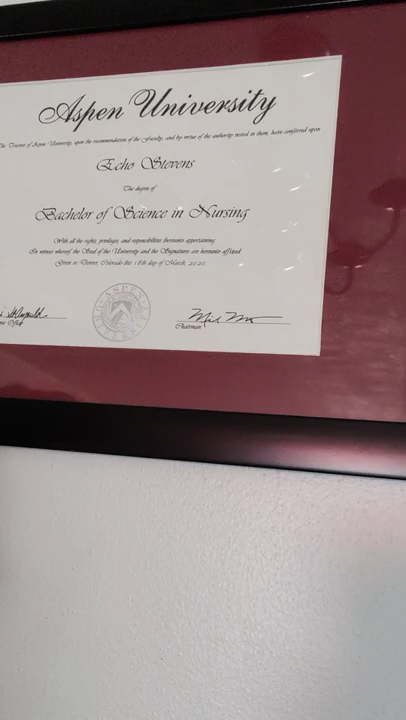 Aspen University
The Trustees of Aspen University, upon the recommendation of the Faculty, and by virtue of the authority vested in them, have conferred upon
Echo Stevens
The degree of
Bachelor of Science in Nursing
With all the rights, privileges, and responsibilities thereunto appertaining
In witness whereof the Seal of the University and the Signatures are hereunto affixed
Given in Denver, Colorado this 18th day of March, 2020
Chairman